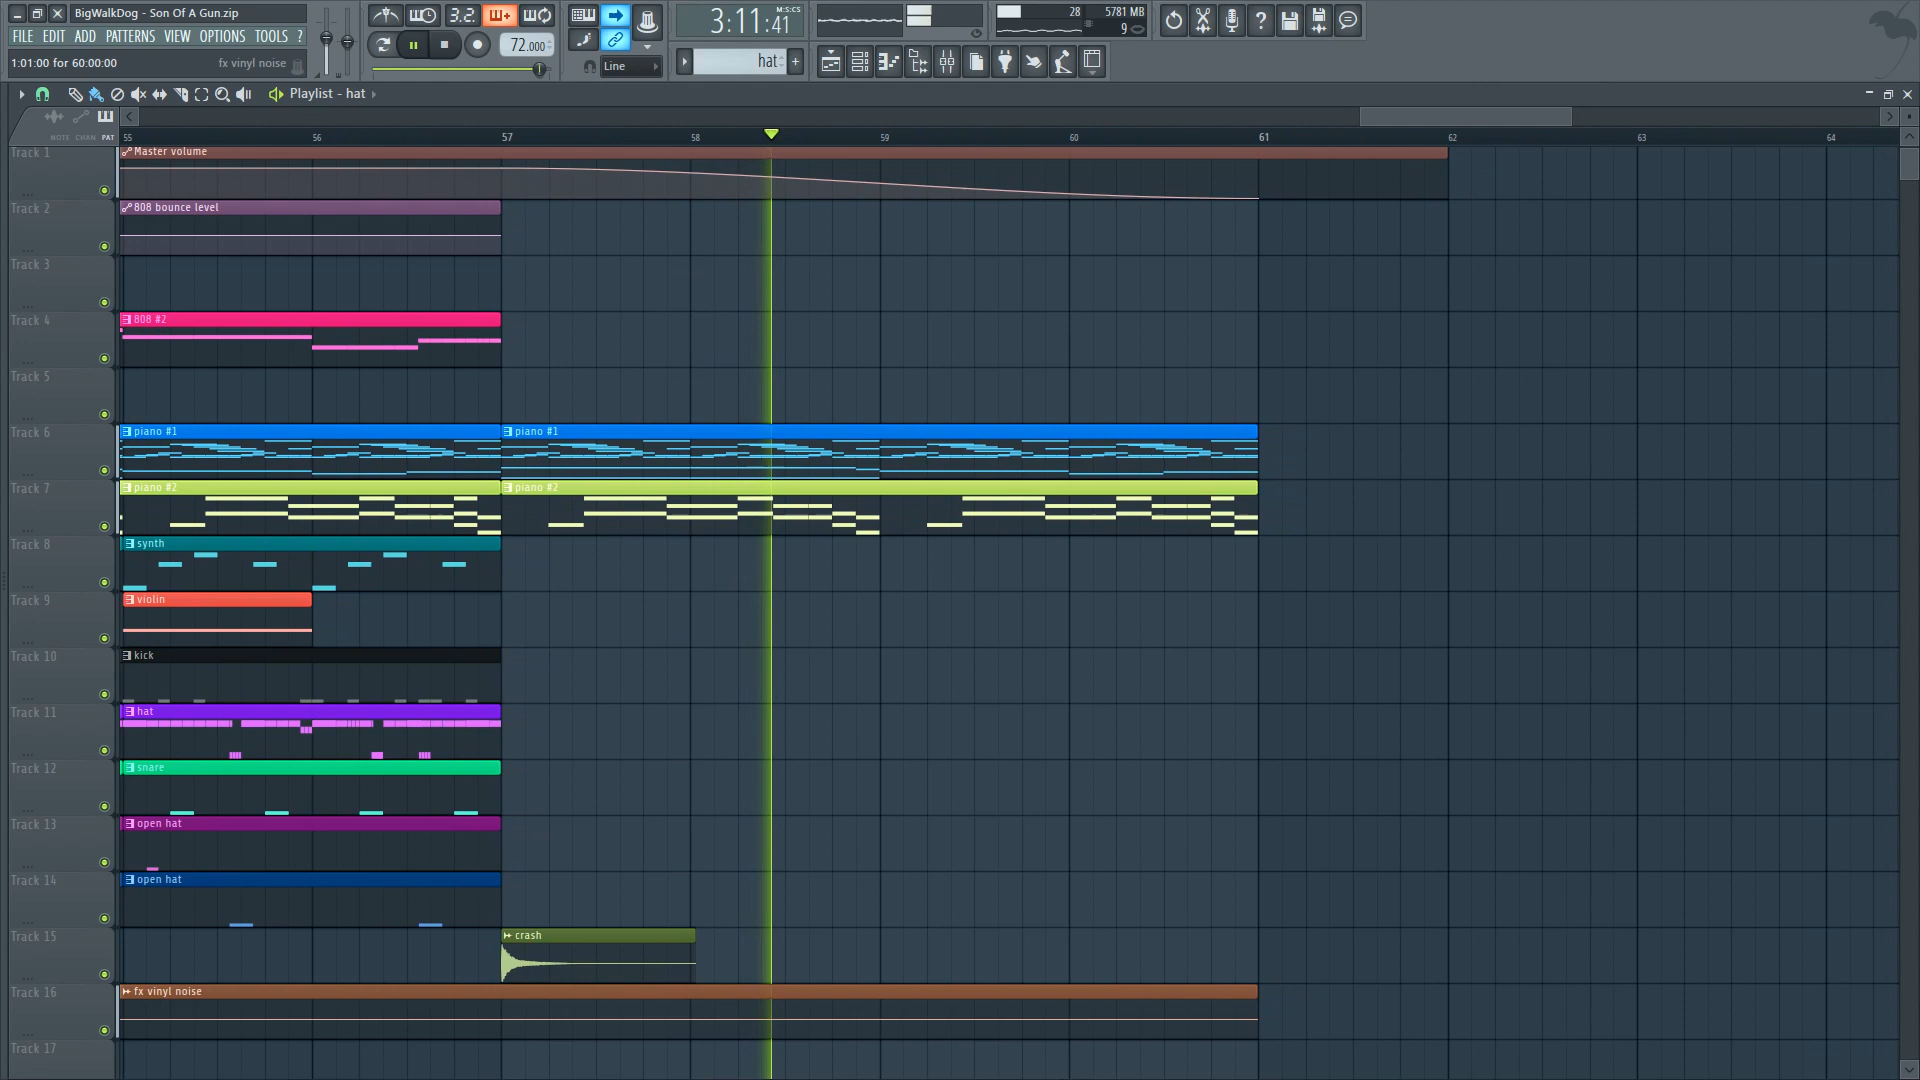 BigWalkDog - Son Of A Gun.zip
FILE EDIT ADD PATTERNS VIEW OPTIONS TOOLS ?
1:01:00 for 60:00:00 fx vinyl noise
3.2.
72.000
Line
3:11:41 M:S:CS
hat
28 5781 MB
9
Playlist - hat
NOTE CHAN PAT
55 56 57 58 59 60 61 62 63 64
Track 1 Master volume
Track 2 808 bounce level
Track 3
Track 4 808 #2
Track 5
Track 6 piano #1 piano #1
Track 7 piano #2 piano #2
Track 8 synth
Track 9 violin
Track 10 kick
Track 11 hat
Track 12 snare
Track 13 open hat
Track 14 open hat
Track 15 crash
Track 16 fx vinyl noise
Track 17